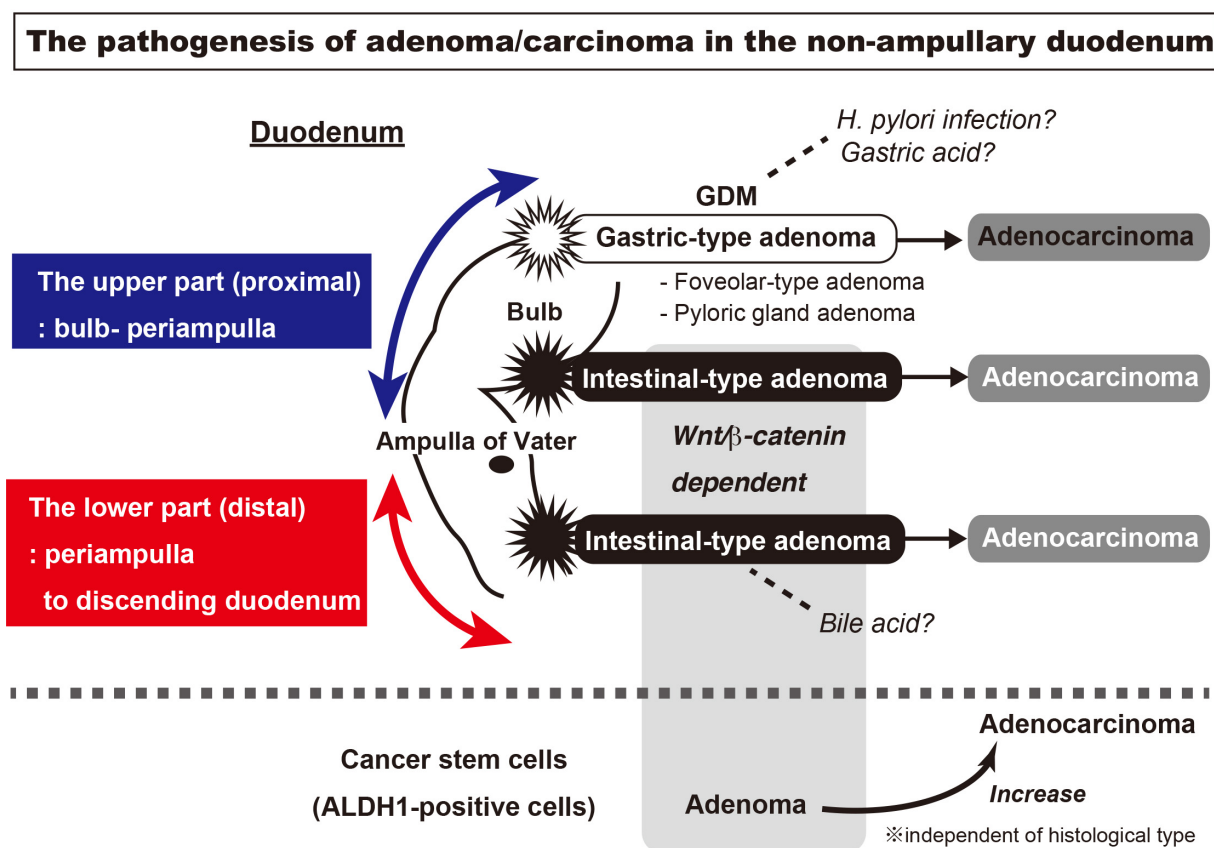 The pathogenesis of adenoma/carcinoma in the non-ampullary duodenum
Duodenum
H. pylori infection?
Gastric acid?
GDM
Gastric-type adenoma
Adenocarcinoma
- Foveolar-type adenoma
- Pyloric gland adenoma
The upper part (proximal)
: bulb- periampulla
Bulb
Intestinal-type adenoma
Adenocarcinoma
Ampulla of Vater
Wnt/β-catenin
dependent
The lower part (distal)
: periampulla
to discending duodenum
Intestinal-type adenoma
Adenocarcinoma
Bile acid?
Cancer stem cells
(ALDH1-positive cells)
Adenoma
Adenocarcinoma
Increase
※independent of histological type